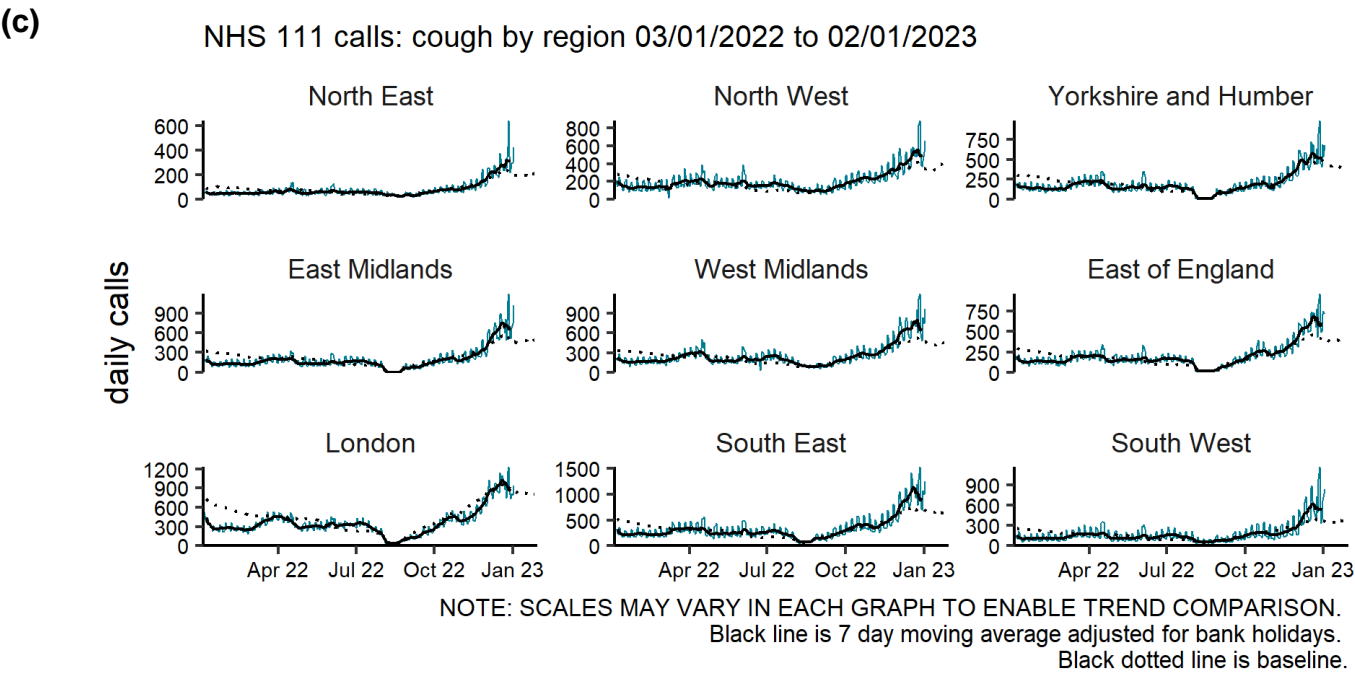 (c)
NHS 111 calls: cough by region 03/01/2022 to 02/01/2023
daily calls
North East
600
400
200
0
North West
800
600
400
200
0
Yorkshire and Humber
750
500
250
0
East Midlands
900
600
300
0
West Midlands
900
600
300
0
East of England
750
500
250
0
London
1200
900
600
300
0
Apr 22 Jul 22 Oct 22 Jan 23
South East
1500
1000
500
0
Apr 22 Jul 22 Oct 22 Jan 23
South West
900
600
300
0
Apr 22 Jul 22 Oct 22 Jan 23
NOTE: SCALES MAY VARY IN EACH GRAPH TO ENABLE TREND COMPARISON.
Black line is 7 day moving average adjusted for bank holidays.
Black dotted line is baseline.